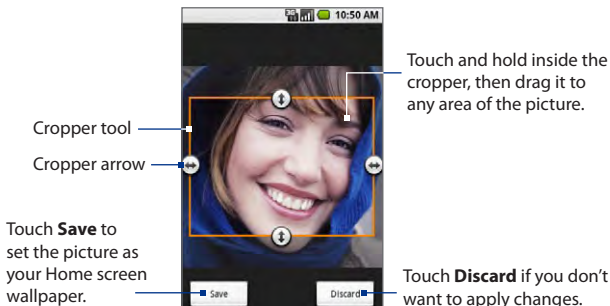 3G 10:50 AM
Touch and hold inside the
cropper, then drag it to
any area of the picture.
Cropper tool
Cropper arrow
Touch Save to
set the picture as
your Home screen
wallpaper.
Save
Discard
Touch Discard if you don't
want to apply changes.